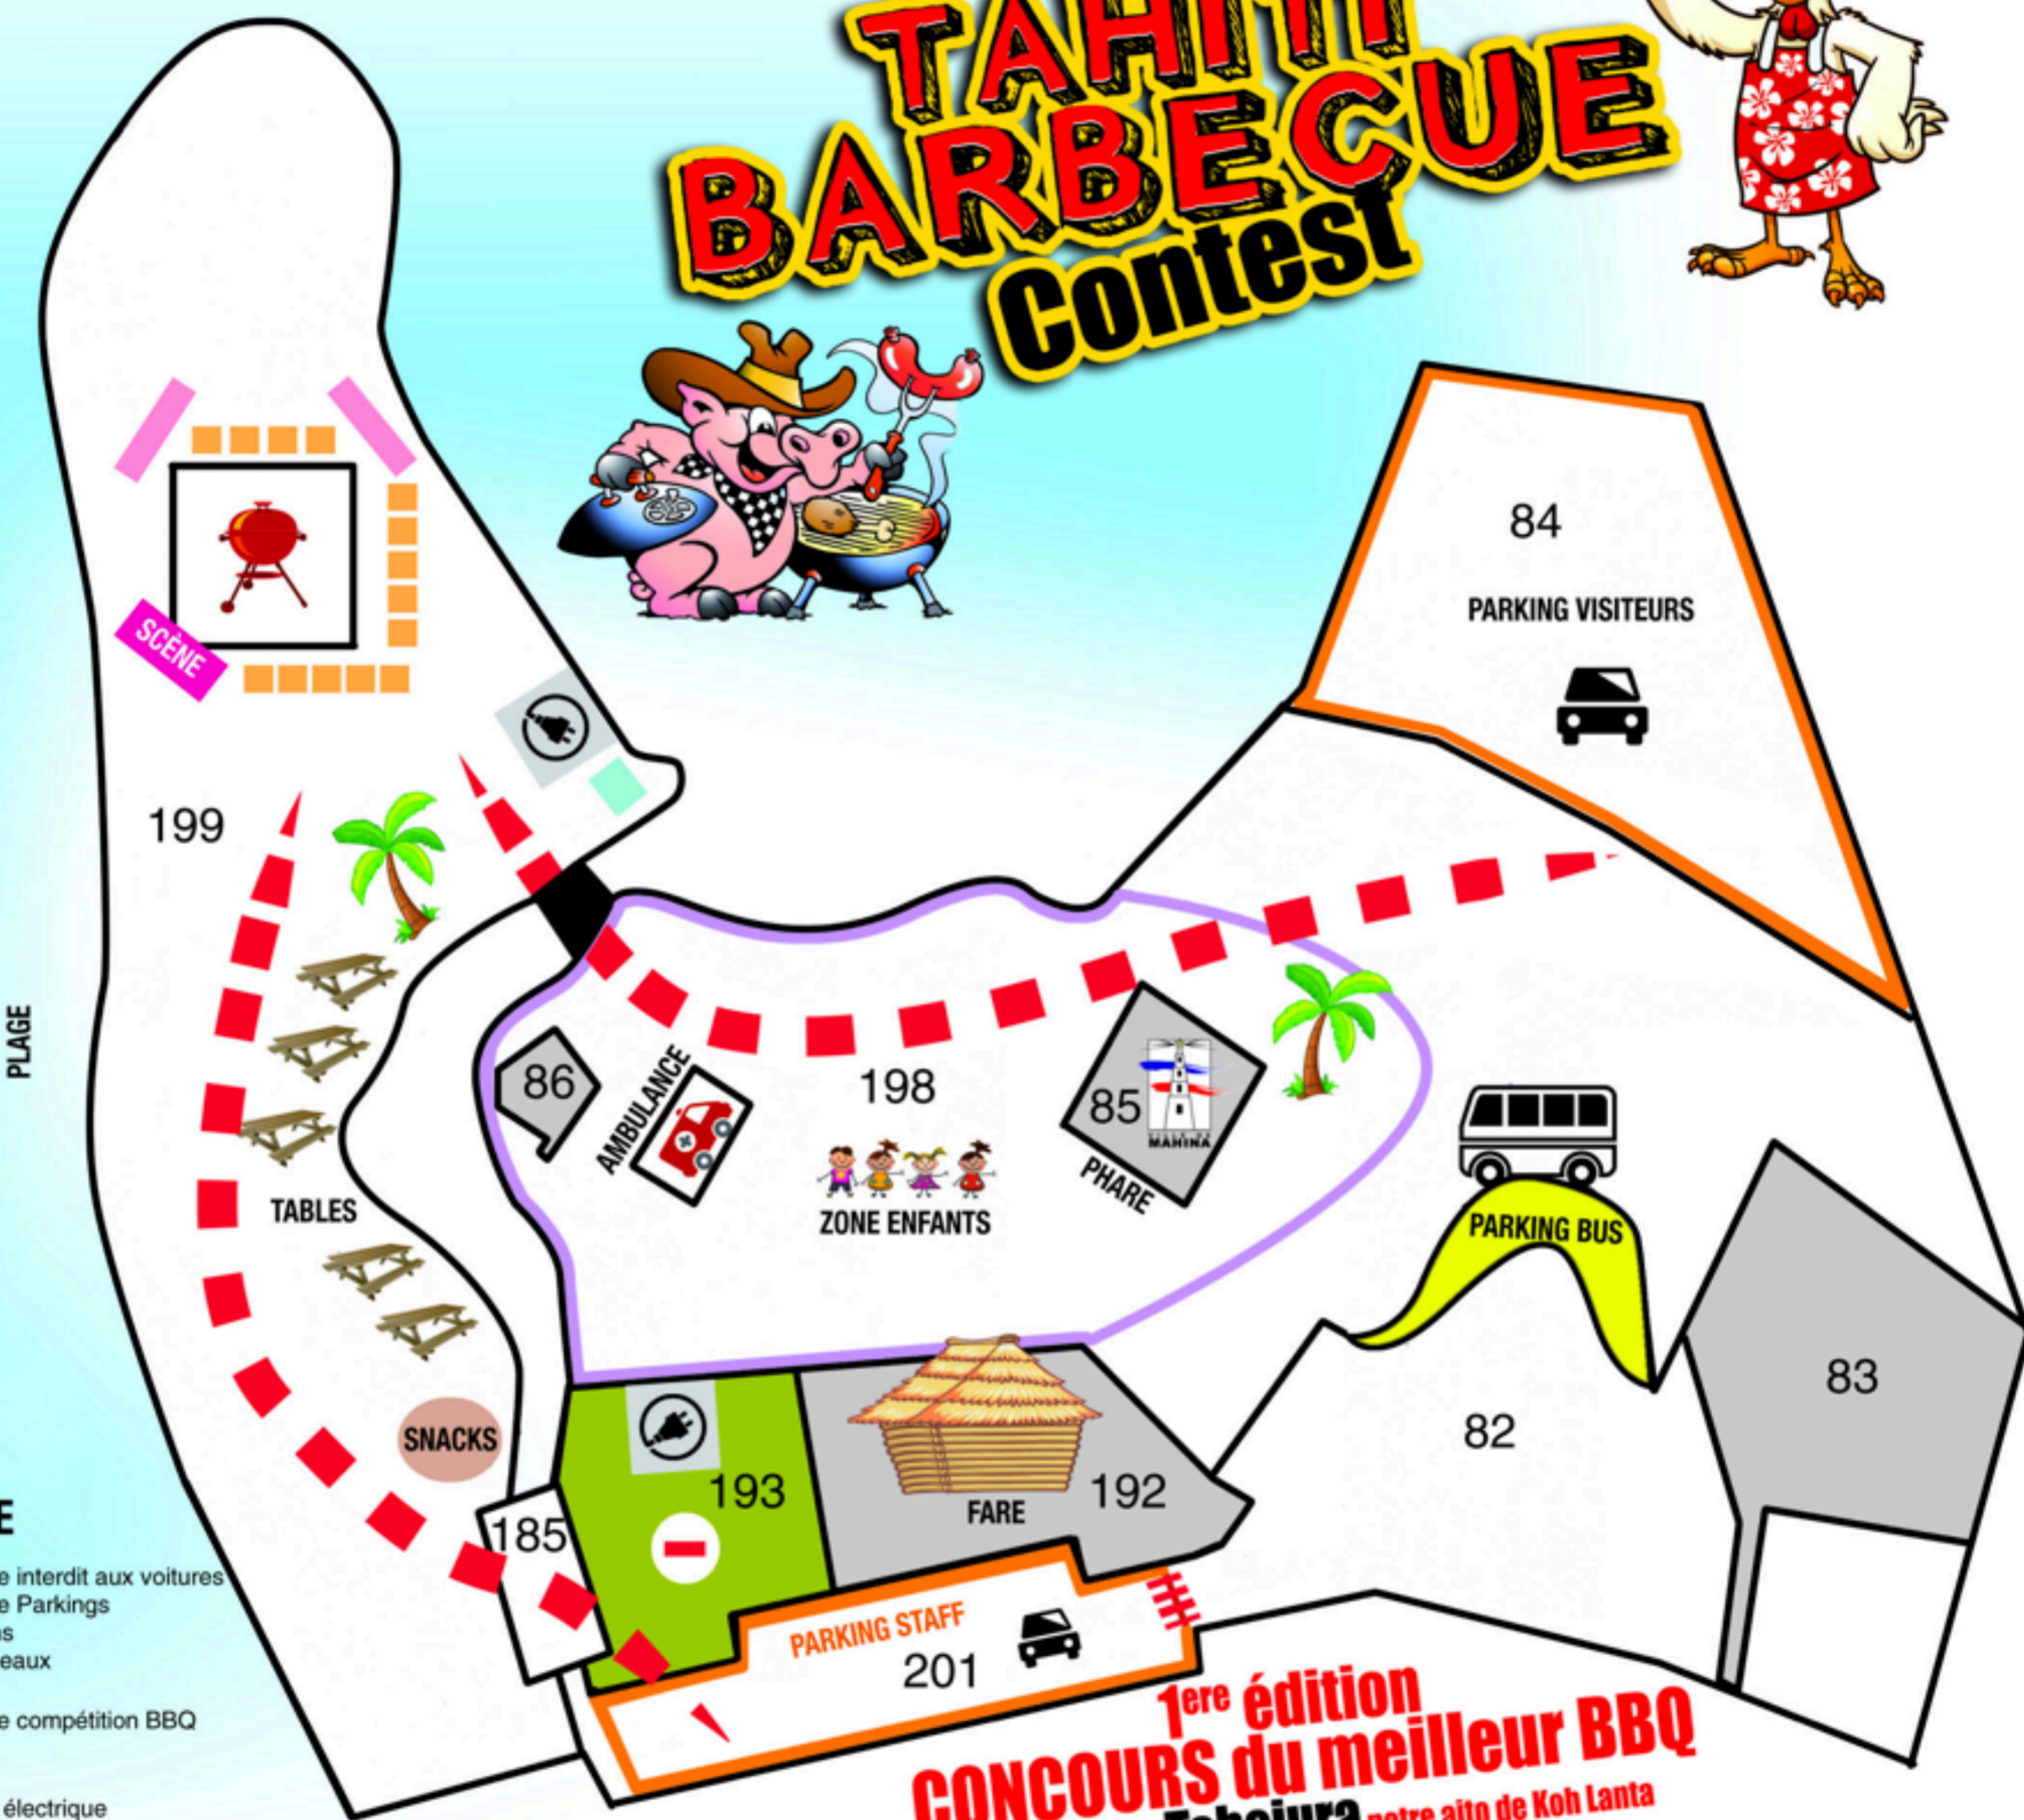 TAHITI
BARBECUE
Contest
84
PARKING VISITEURS
SCÈNE
199
PLAGE
86
AMBULANCE
198
85
MAHINA
PHARE
ZONE ENFANTS
TABLES
PARKING BUS
83
82
SNACKS
193
192
FARE
185
PARKING STAFF
201
E
e interdit aux voitures
e Parkings
s
eaux
e compétition BBQ
électrique
1ere édition
CONCOURS du meilleur BBQ
notre aito de Koh Lanta